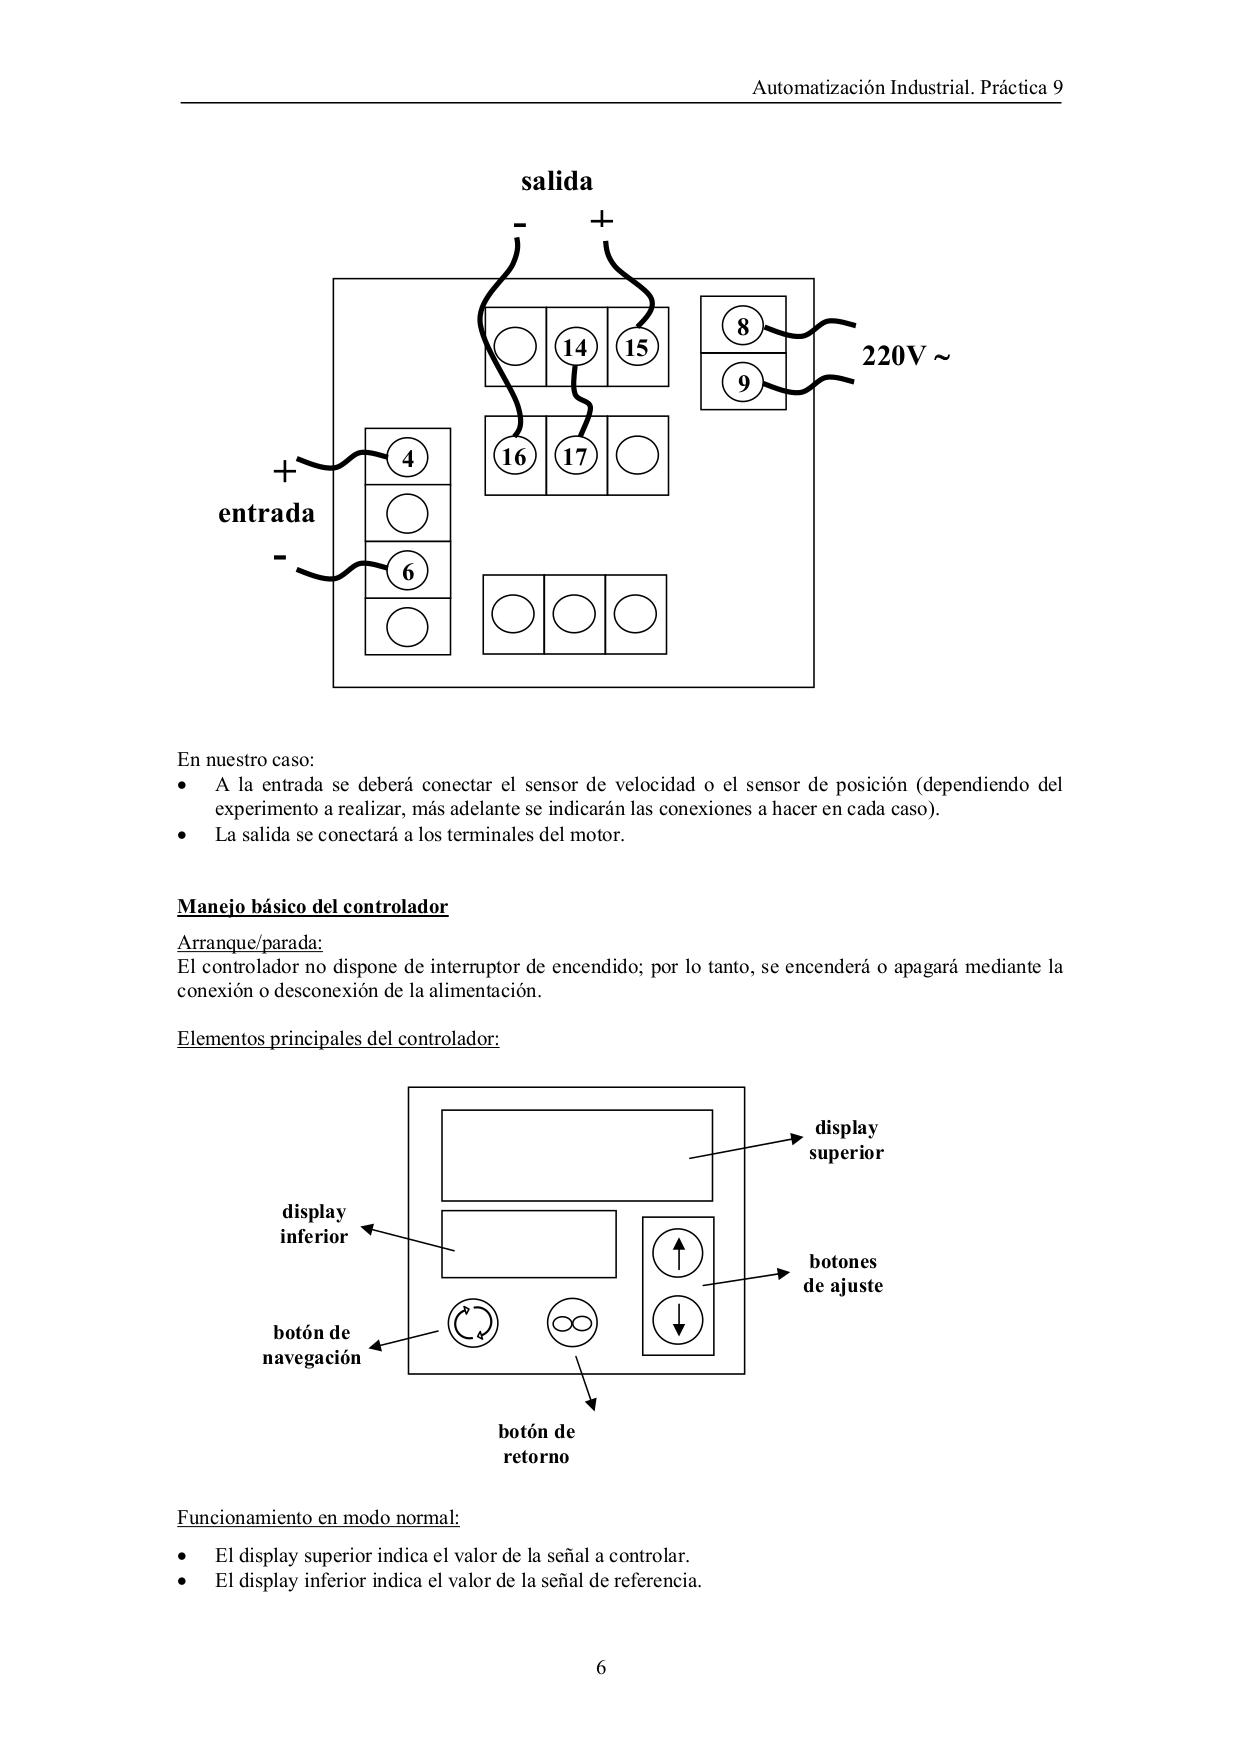 Automatización Industrial. Práctica 9
salida
- +
8
14 15
220V ~
9
4
16 17
+
entrada
-
6
En nuestro caso:
• A la entrada se deberá conectar el sensor de velocidad o el sensor de posición (dependiendo del
experimento a realizar, más adelante se indicarán las conexiones a hacer en cada caso).
• La salida se conectará a los terminales del motor.
Manejo básico del controlador
Arranque/parada:
El controlador no dispone de interruptor de encendido; por lo tanto, se encenderá o apagará mediante la
conexión o desconexión de la alimentación.
Elementos principales del controlador:
display
superior
display
inferior
botones
de ajuste
botón de
navegación
botón de
retorno
Funcionamiento en modo normal:
• El display superior indica el valor de la señal a controlar.
• El display inferior indica el valor de la señal de referencia.
6